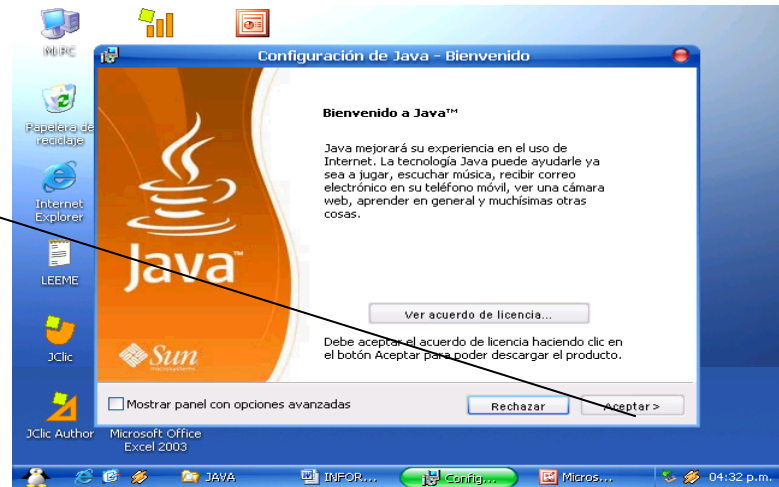 Mi PC
Configuración de Java - Bienvenido
Papelera de
reciclaje
Internet
Explorer
LEEME
JClic
JClic Author
Microsoft Office
Excel 2003
Java™
Sun
microsystems
Bienvenido a Java™
Java mejorará su experiencia en el uso de
Internet. La tecnología Java puede ayudarle ya
sea a jugar, escuchar música, recibir correo
electrónico en su teléfono móvil, ver una cámara
web, aprender en general y muchísimas otras
cosas.
Ver acuerdo de licencia...
Debe aceptar el acuerdo de licencia haciendo clic en
el botón Aceptar para poder descargar el producto.
Mostrar panel con opciones avanzadas
Rechazar
Aceptar >
JAVA
INFOR...
Config...
Micros...
04:32 p.m.